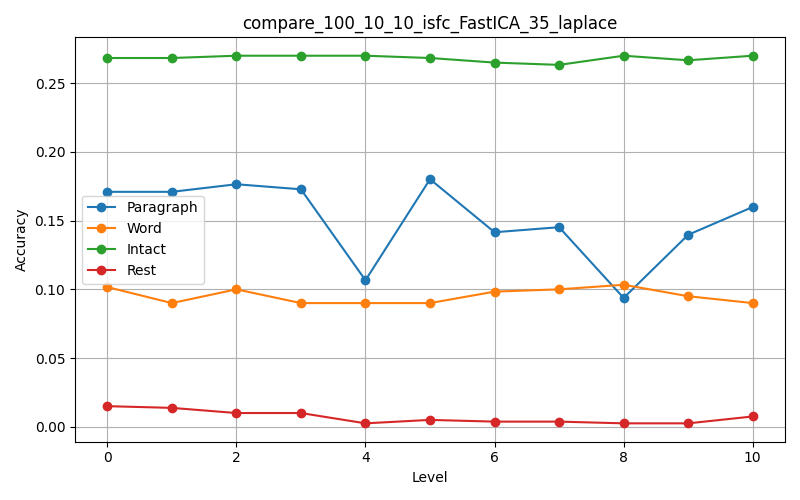 compare_100_10_10_isfc_FastICA_35_laplace
Accuracy
0.25
0.20
0.15
0.10
0.05
0.00
Paragraph
Word
Intact
Rest
0 2 4 6 8 10
Level